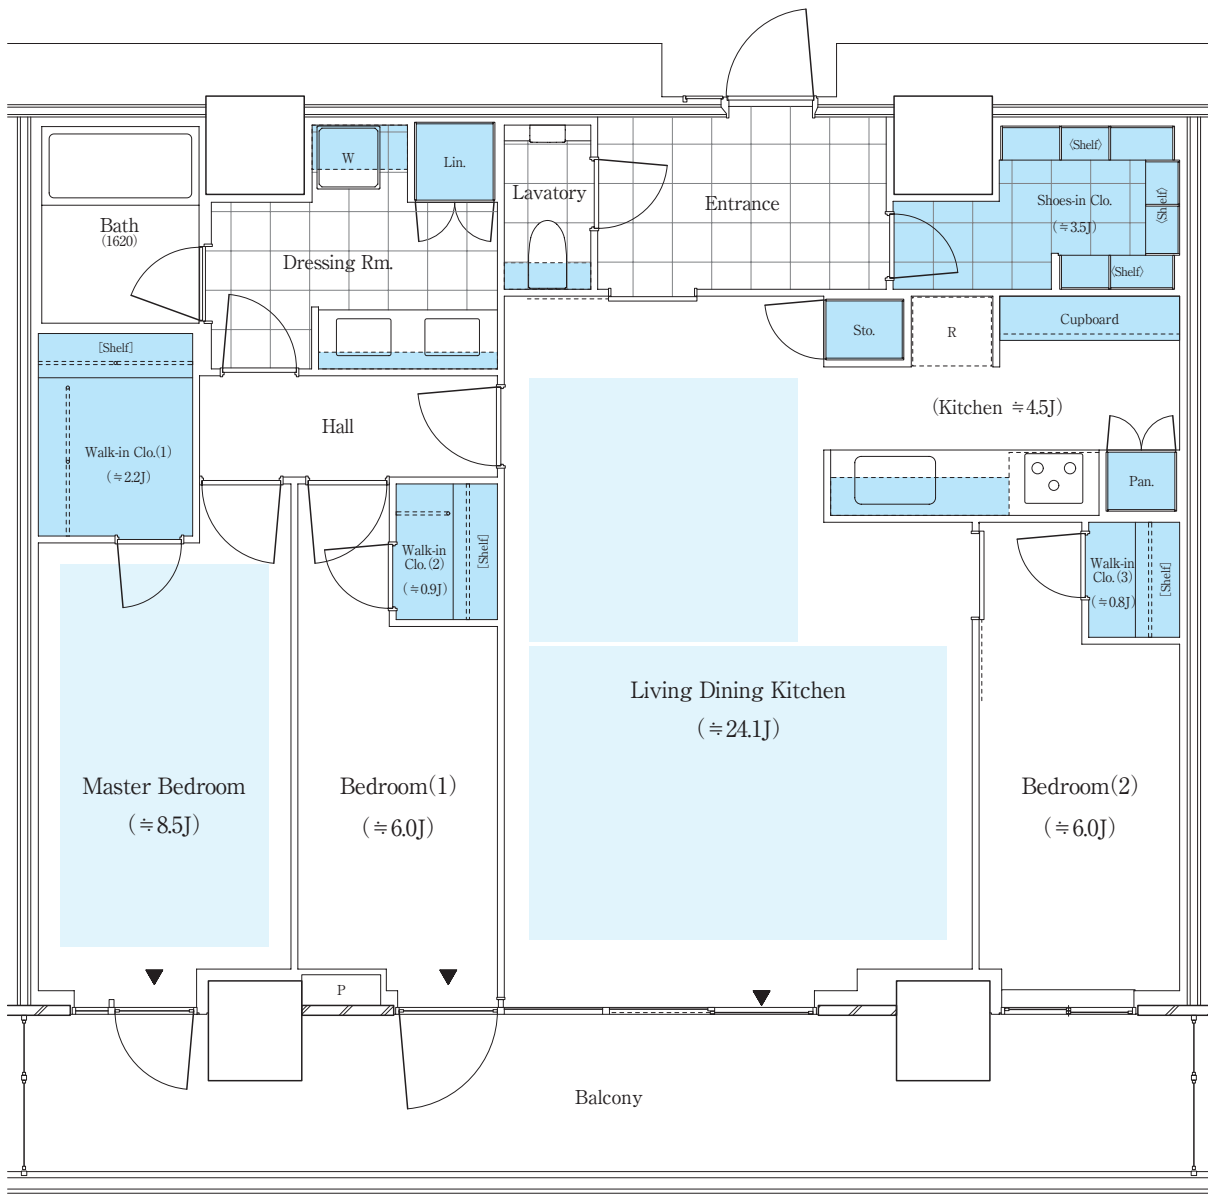 W
Lin.
Lavatory
Entrance
〈Shelf〉
Shoes-in Clo.
(≒3.5J)
〈Shelf〉
〈Shelf〉
Bath
(1620)
Dressing Rm.
[Shelf]
Sto.
R
Cupboard
Hall
(Kitchen ≒4.5J)
Walk-in Clo.(1)
(≒2.2J)
Pan.
Walk-in
Clo.(2)
(≒0.9J)
[Shelf]
Walk-in
Clo.(3)
(≒0.8J)
[Shelf]
Living Dining Kitchen
(≒24.1J)
Master Bedroom
(≒8.5J)
Bedroom(1)
(≒6.0J)
Bedroom(2)
(≒6.0J)
P
Balcony